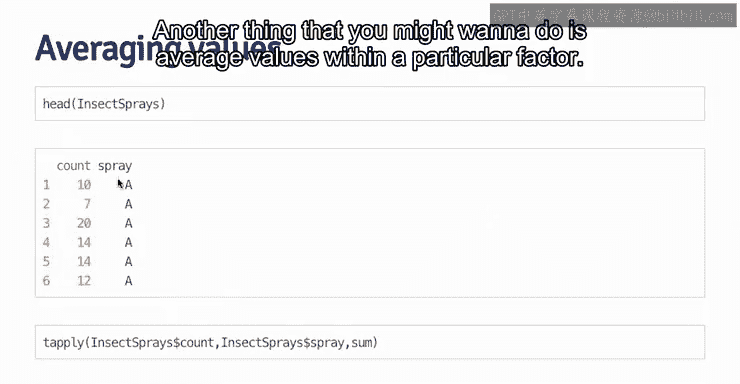 Another thing that you might wanna do is
Averaging values
average values within a particular factor.
head(InsectSprays)
count spray
1 10 A
2 7 A
3 20 A
4 14 A
5 14 A
6 12 A
tapply(InsectSprays$count,InsectSprays$spray,sum)